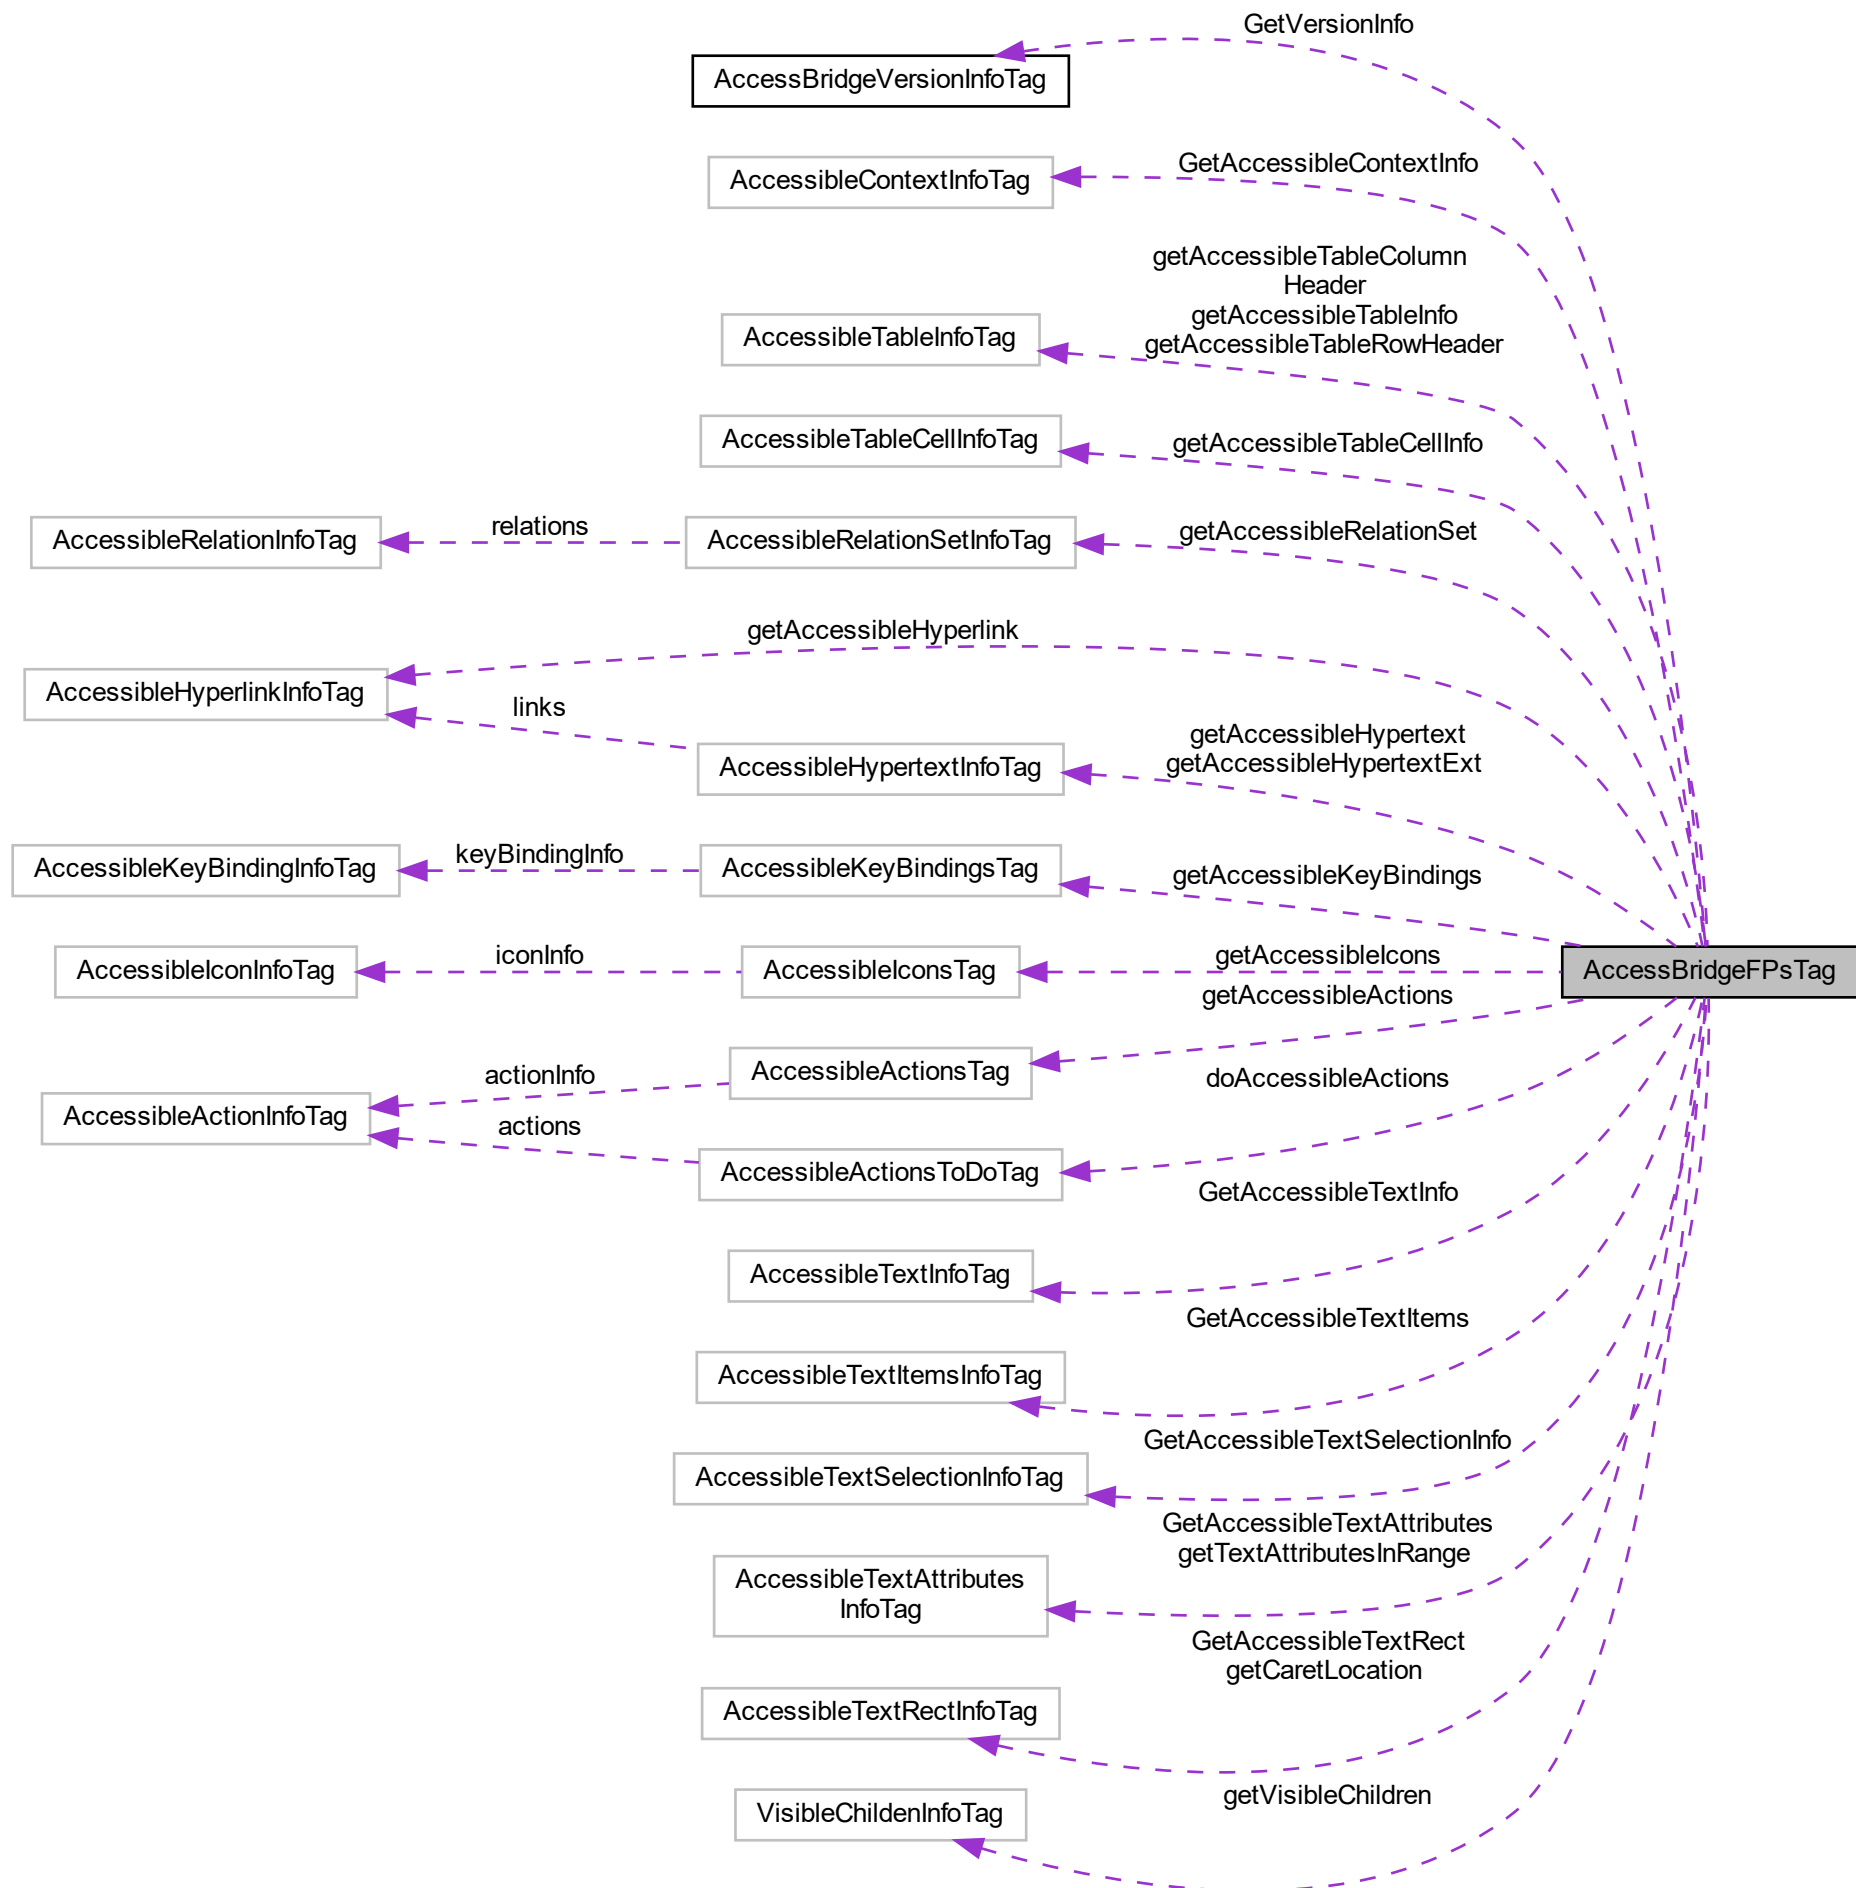 GetVersionInfo
AccessBridgeVersionInfoTag
GetAccessibleContextInfo
AccessibleContextInfoTag
getAccessibleTableColumn
Header
getAccessibleTableInfo
getAccessibleTableRowHeader
AccessibleTableInfoTag
AccessibleTableCellInfoTag
getAccessibleTableCellInfo
AccessibleRelationInfoTag
relations
AccessibleRelationSetInfoTag
getAccessibleRelationSet
getAccessibleHyperlink
AccessibleHyperlinkInfoTag
links
getAccessibleHypertext
getAccessibleHypertextExt
AccessibleHypertextInfoTag
AccessibleKeyBindingInfoTag
keyBindingInfo
AccessibleKeyBindingsTag
getAccessibleKeyBindings
AccessibleIconInfoTag
iconInfo
AccessibleIconsTag
getAccessibleIcons
AccessBridgeFPsTag
getAccessibleActions
AccessibleActionsTag
actionInfo
doAccessibleActions
AccessibleActionInfoTag
actions
AccessibleActionsToDoTag
GetAccessibleTextInfo
AccessibleTextInfoTag
GetAccessibleTextItems
AccessibleTextItemsInfoTag
GetAccessibleTextSelectionInfo
AccessibleTextSelectionInfoTag
GetAccessibleTextAttributes
getTextAttributesInRange
AccessibleTextAttributes
InfoTag
GetAccessibleTextRect
getCaretLocation
AccessibleTextRectInfoTag
getVisibleChildren
VisibleChildenInfoTag